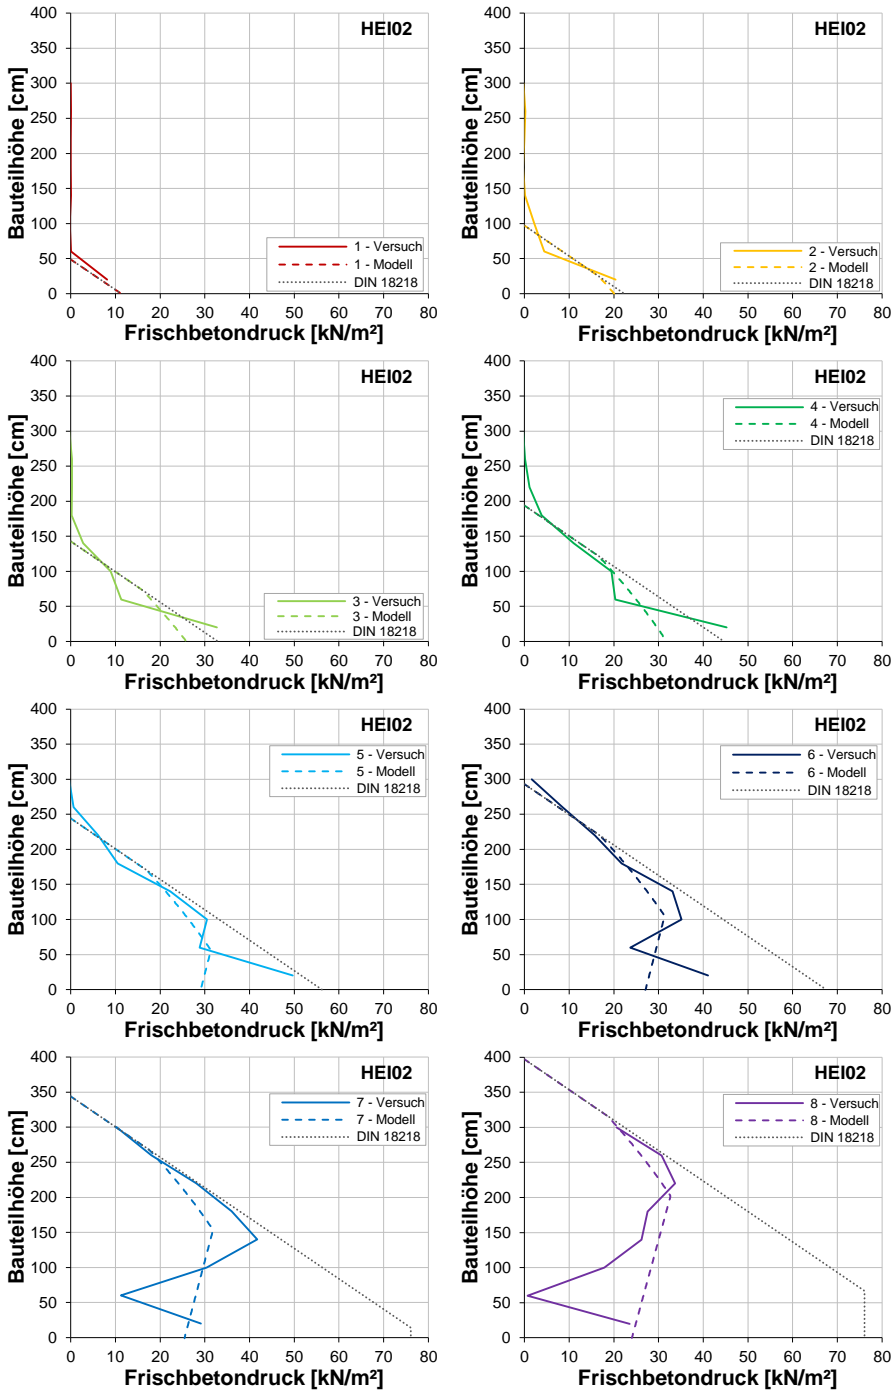 HEI02
400
350
300
250
200
150
100
50
0
Bauteilhöhe [cm]
1 - Versuch
1 - Modell
DIN 18218
0 10 20 30 40 50 60 70 80
Frischbetondruck [kN/m²]
HEI02
400
350
300
250
200
150
100
50
0
Bauteilhöhe [cm]
2 - Versuch
2 - Modell
DIN 18218
0 10 20 30 40 50 60 70 80
Frischbetondruck [kN/m²]
HEI02
400
350
300
250
200
150
100
50
0
Bauteilhöhe [cm]
3 - Versuch
3 - Modell
DIN 18218
0 10 20 30 40 50 60 70 80
Frischbetondruck [kN/m²]
HEI02
400
350
300
250
200
150
100
50
0
Bauteilhöhe [cm]
4 - Versuch
4 - Modell
DIN 18218
0 10 20 30 40 50 60 70 80
Frischbetondruck [kN/m²]
HEI02
400
350
300
250
200
150
100
50
0
Bauteilhöhe [cm]
5 - Versuch
5 - Modell
DIN 18218
0 10 20 30 40 50 60 70 80
Frischbetondruck [kN/m²]
HEI02
400
350
300
250
200
150
100
50
0
Bauteilhöhe [cm]
6 - Versuch
6 - Modell
DIN 18218
0 10 20 30 40 50 60 70 80
Frischbetondruck [kN/m²]
HEI02
400
350
300
250
200
150
100
50
0
Bauteilhöhe [cm]
7 - Versuch
7 - Modell
DIN 18218
0 10 20 30 40 50 60 70 80
Frischbetondruck [kN/m²]
HEI02
400
350
300
250
200
150
100
50
0
Bauteilhöhe [cm]
8 - Versuch
8 - Modell
DIN 18218
0 10 20 30 40 50 60 70 80
Frischbetondruck [kN/m²]